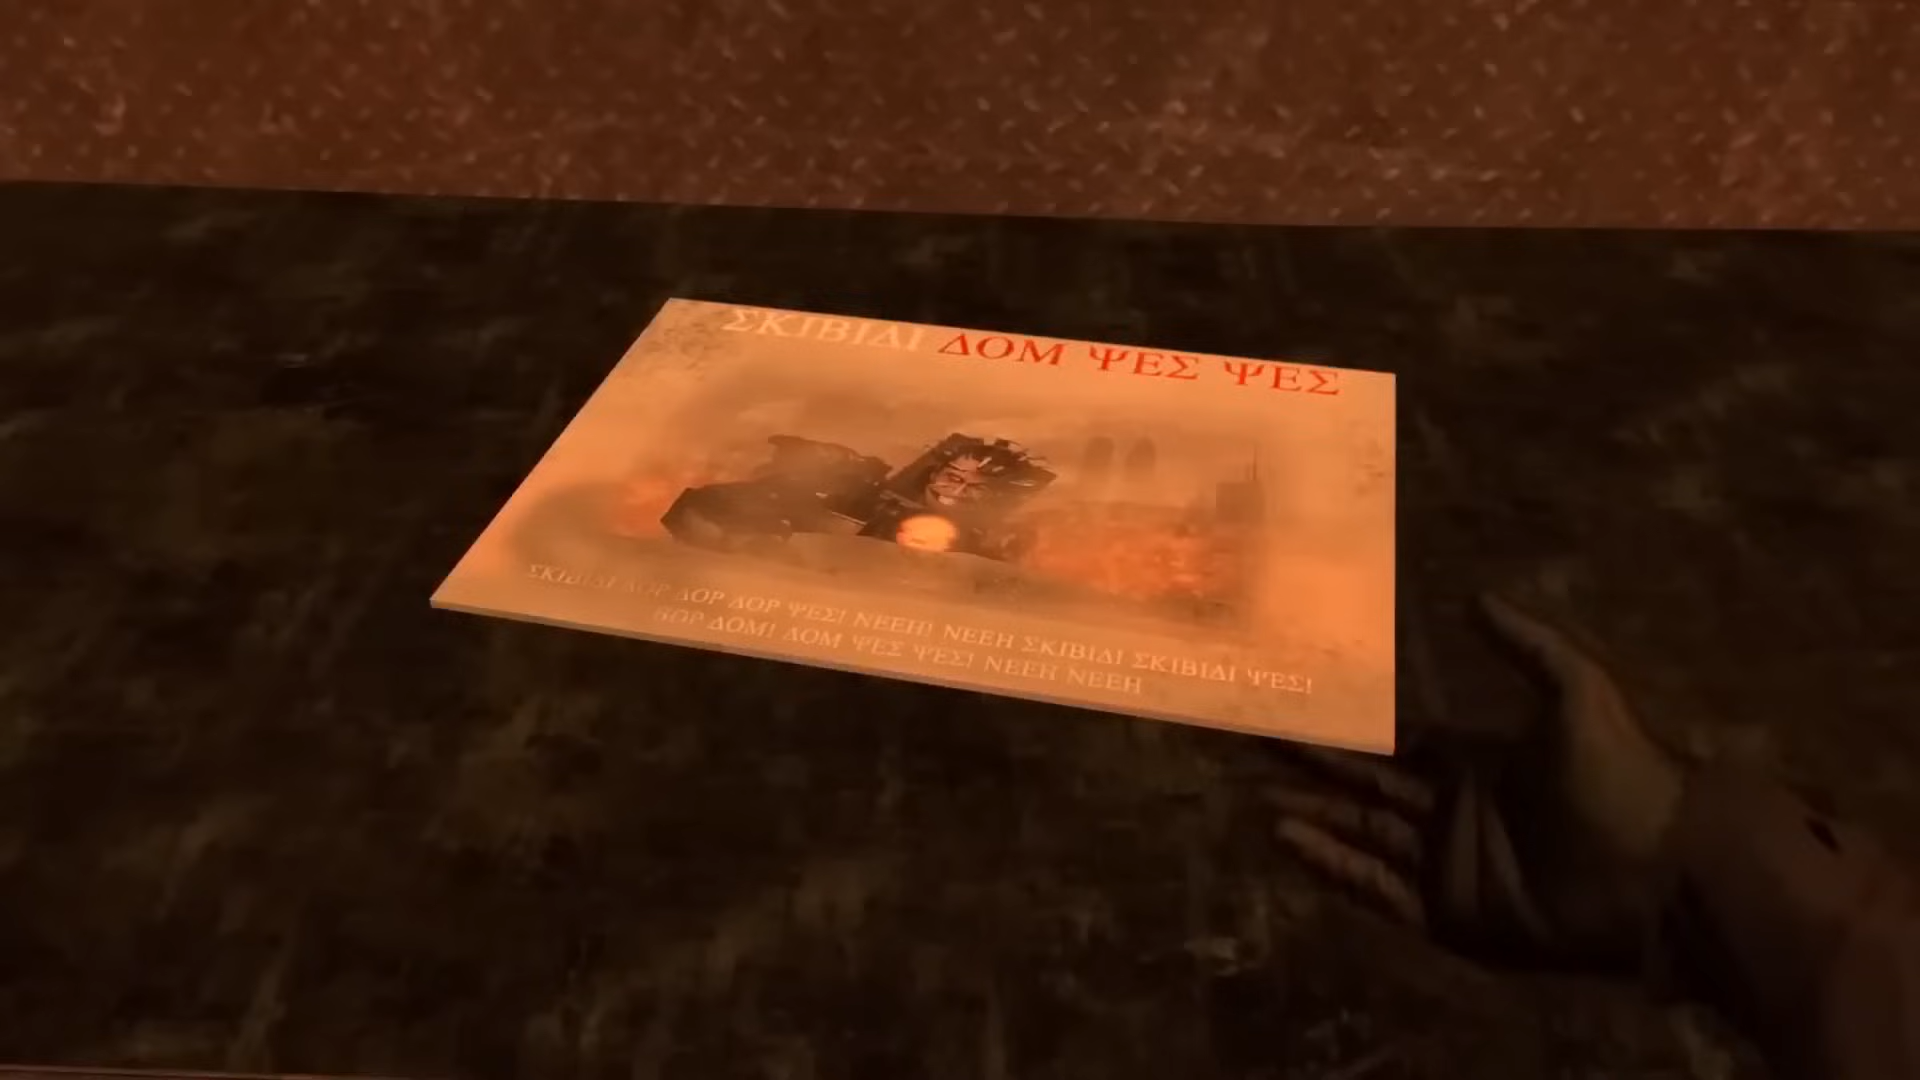 ΣΚΙΒΙΔΙ ΔΟΜ ΨΕΣ ΨΕΣ
ΣΚΙΒΙΔΙ ΔΟΡ ΔΟΡ ΔΟΡ ΨΕΣ! ΝΕΕΗ! ΝΕΕΗ ΣΚΙΒΙΔΙ ΣΚΙΒΙΔΙ ΨΕΣ!
ΔΟΜ! ΔΟΜ ΨΕΣ ΨΕΣ! ΝΕΕΗ ΝΕΕΗ